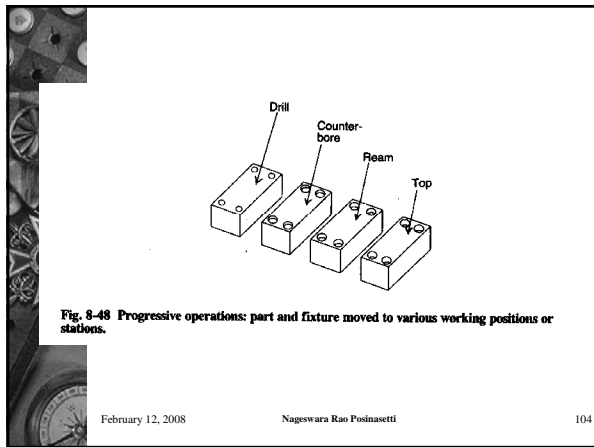 Drill
Counter-
bore
Ream
Top
Fig. 8-48 Progressive operations: part and fixture moved to various working positions or
stations.
February 12, 2008
Nageswara Rao Posinasetti
104